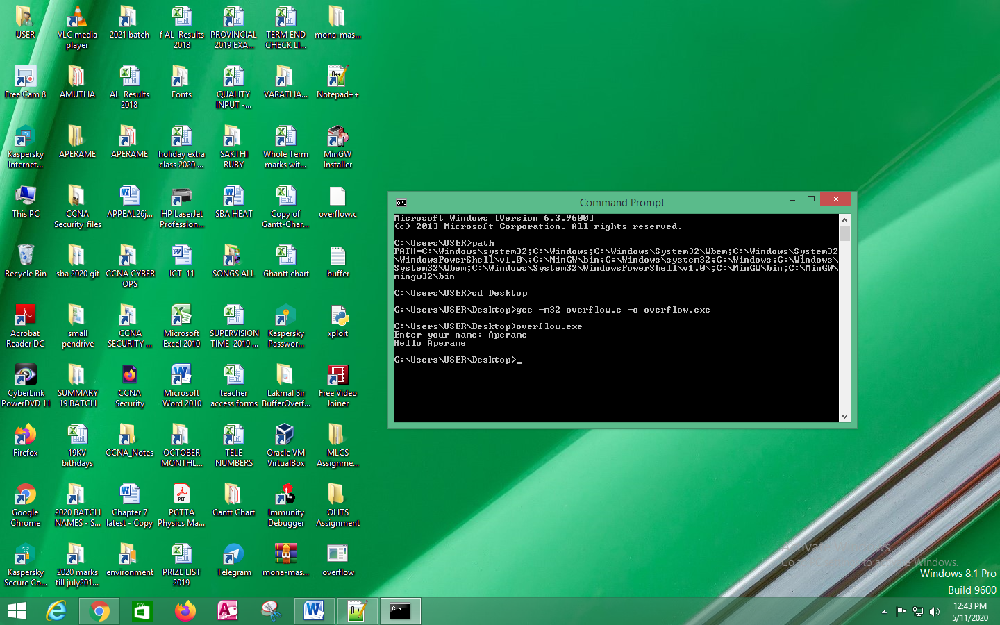 USER
VLC media
player
2021 batch
f AL Results
2018
PROVINCIAL
2019 EXA...
TERM END
CHECK LI...
mona-mas...
Free Cam 8
AMUTHA
AL Results
2018
Fonts
QUALITY
INPUT -...
VARATHA...
Notepad++
Kaspersky
Internet...
APERAME
APERAME
holiday extra
class 2020 ...
SAKTHI
RUBY
Whole Term
marks wit...
MinGW
Installer
This PC
CCNA
Security_files
APPEAL26j...
HP LaserJet
Profession...
SBA HEAT
Copy of
Gantt-Char...
overflow.c
Recycle Bin
sba 2020 git
CCNA CYBER
OPS
ICT 11
SONGS ALL
Ghantt chart
buffer
Acrobat
Reader DC
small
pendrive
CCNA
SECURITY ...
Microsoft
Excel 2010
SUPERVISION
TIME 2019 ...
Kaspersky
Passwor...
xploit
CyberLink
PowerDVD 11
SUMMARY
19 BATCH
CCNA
Security
Microsoft
Word 2010
teacher
access forms
Lakmal Sir
BufferOverf...
Free Video
Joiner
Firefox
19KV
bithdays
CCNA_Notes
OCTOBER
MONTHL...
TELE
NUMBERS
Oracle VM
VirtualBox
MLCS
Assignme...
Google
Chrome
2020 BATCH
NAMES - S...
Chapter 7
latest - Copy
PGTTA
Physics Ma...
Gantt Chart
Immunity
Debugger
OHTS
Assignment
Kaspersky
Secure Co...
2020 marks
till july201...
environment
PRIZE LIST
2019
Telegram
mona-mas...
overflow
Command Prompt
Microsoft Windows [Version 6.3.9600]
(c) 2013 Microsoft Corporation. All rights reserved.
C:\Users\USER>path
PATH=C:\Windows\system32;C:\Windows;C:\Windows\System32\Wbem;C:\Windows\System32
\WindowsPowerShell\v1.0\;C:\MinGW\bin;C:\Windows\system32;C:\Windows;C:\Windows\
System32\Wbem;C:\Windows\System32\WindowsPowerShell\v1.0\;C:\MinGW\bin;C:\MinGW\
mingw32\bin
C:\Users\USER>cd Desktop
C:\Users\USER\Desktop>gcc -m32 overflow.c -o overflow.exe
C:\Users\USER\Desktop>overflow.exe
Enter your name: Aperame
Hello Aperame
C:\Users\USER\Desktop>_
Activate Windows
Go to to activate Windows.
Windows 8.1 Pro
Build 9600
12:43 PM
5/11/2020